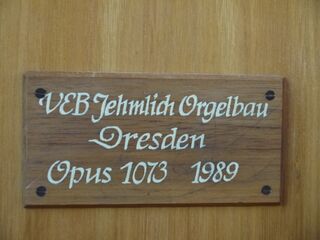 VEB Jehmlich Orgelbau
Dresden
Opus 1073 1989